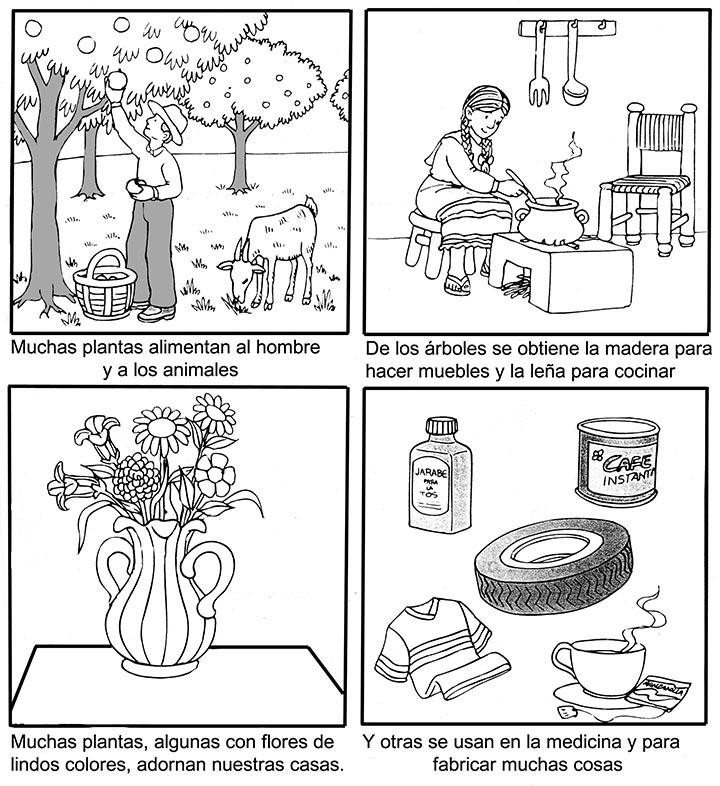 Muchas plantas alimentan al hombre
y a los animales
De los árboles se obtiene la madera para
hacer muebles y la leña para cocinar
Muchas plantas, algunas con flores de
lindos colores, adornan nuestras casas.
JARABE
PARA
LA
TOS
CAFE
INSTANT
MANZANILLA
Y otras se usan en la medicina y para
fabricar muchas cosas